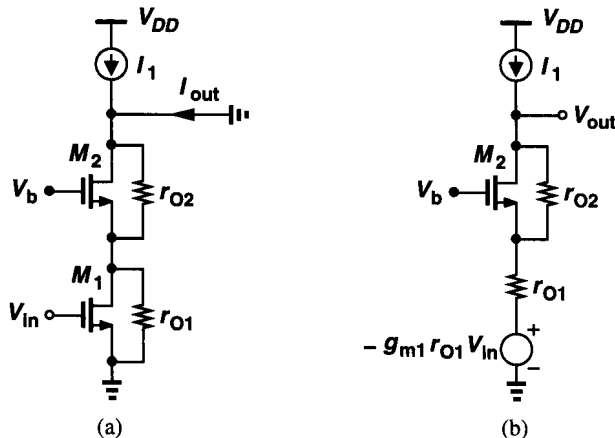 V_DD
I_1
I_out
M_2
V_b
r_O2
M_1
V_in
r_O1
(a)
V_DD
I_1
V_out
M_2
V_b
r_O2
r_O1
− g_m1 r_O1 V_in
+
−
(b)